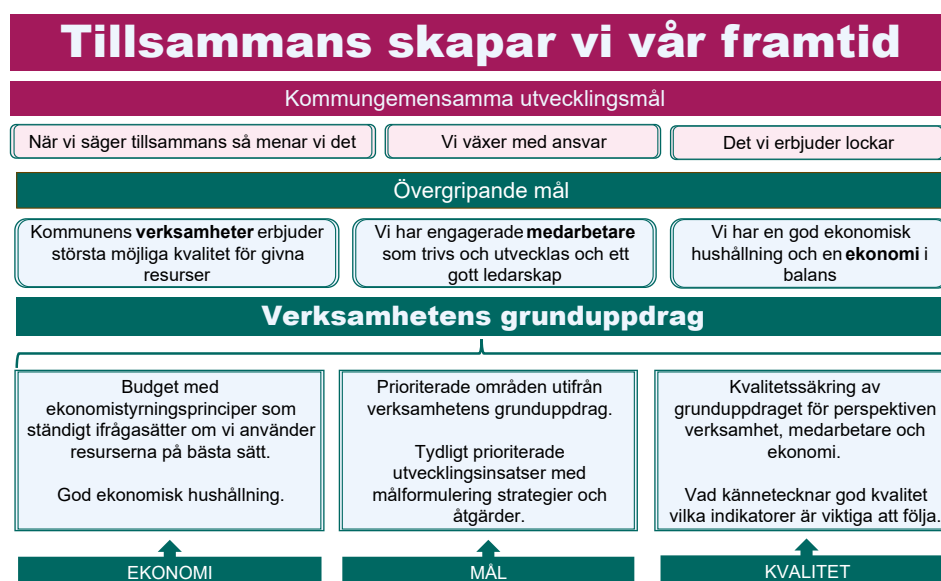 Tillsammans skapar vi vår framtid
Kommungemensamma utvecklingsmål
När vi säger tillsammans så menar vi det
Vi växer med ansvar
Det vi erbjuder lockar
Övergripande mål
Kommunens verksamheter erbjuder
största möjliga kvalitet för givna
resurser
Vi har engagerade medarbetare
som trivs och utvecklas och ett
gott ledarskap
Vi har en god ekonomisk
hushållning och en ekonomi i
balans
Verksamhetens grunduppdrag
Budget med
ekonomistyrningsprinciper som
ständigt ifrågasätter om vi använder
resurserna på bästa sätt.
God ekonomisk hushållning.
Prioriterade områden utifrån
verksamhetens grunduppdrag.
Tydligt prioriterade
utvecklingsinsatser med
målformulering strategier och
åtgärder.
Kvalitetssäkring av
grunduppdraget för perspektiven
verksamhet, medarbetare och
ekonomi.
Vad kännetecknar god kvalitet
vilka indikatorer är viktiga att följa.
EKONOMI
MÅL
KVALITET